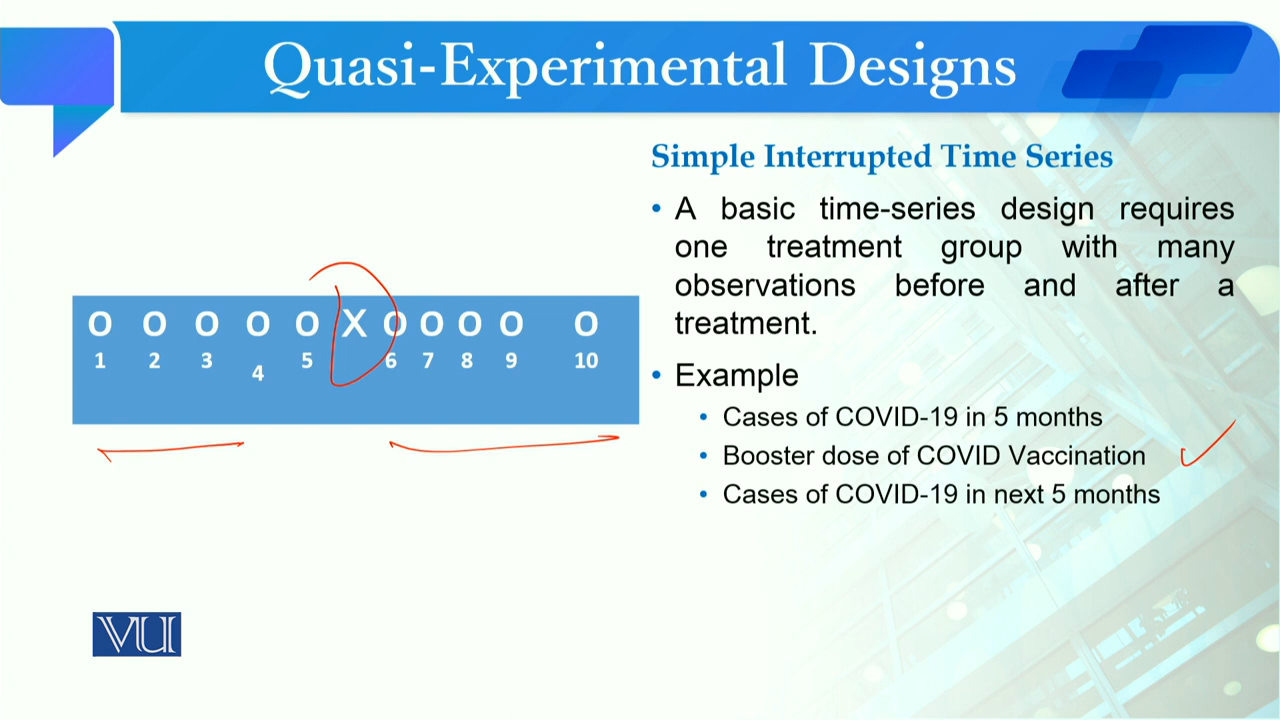 Quasi-Experimental Designs
Simple Interrupted Time Series
• A basic time-series design requires
one treatment group with many
observations before and after a
treatment.
• Example
• Cases of COVID-19 in 5 months
• Booster dose of COVID Vaccination
• Cases of COVID-19 in next 5 months
O O O O O X O O O O O
1 2 3 4 5 6 7 8 9 10
VU